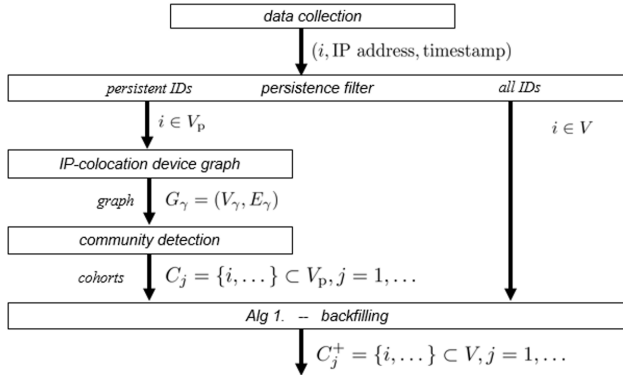 data collection
(i, IP address, timestamp)
persistent IDs persistence filter all IDs
i ∈ V_p i ∈ V
IP-colocation device graph
graph G_γ = (V_γ, E_γ)
community detection
cohorts C_j = {i, . . .} ⊂ V_p, j = 1, . . .
Alg 1. -- backfilling
C_j^+ = {i, . . .} ⊂ V, j = 1, . . .